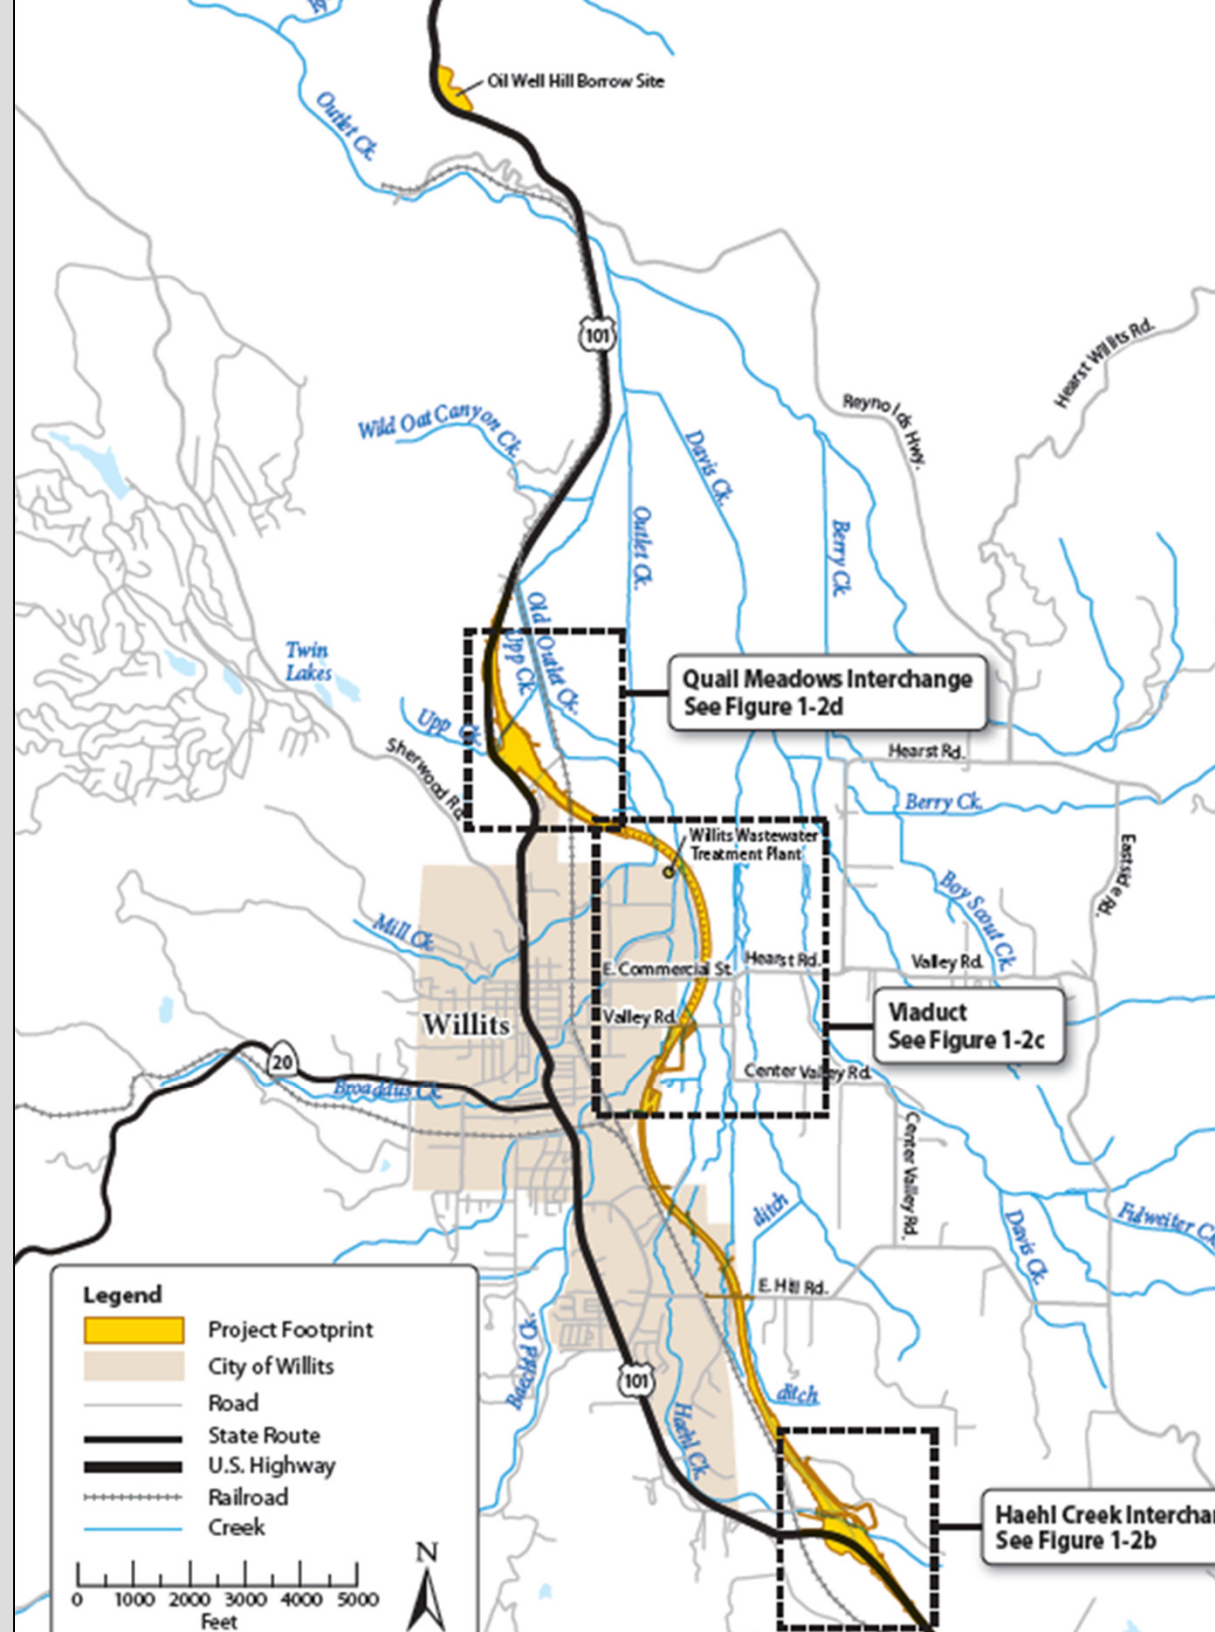 Oil Well Hill Borrow Site
Outlet Ck.
101
Hearst Willits Rd.
Reynolds Hwy.
Wild Oat Canyon Ck.
Davis Ck.
Outlet Ck.
Berry Ck.
Old Outlet Ck.
Upp Ck.
Twin
Lakes
Quail Meadows Interchange
See Figure 1-2d
Upp Ck.
Sherwood Rd.
Hearst Rd.
Berry Ck.
Willits Wastewater
Treatment Plant
Eastside Rd.
Boy Scout Ck.
Mill Ck.
E. Commercial St.
Hearst Rd.
Valley Rd.
Willits
Valley Rd.
Viaduct
See Figure 1-2c
20
Broaddus Ck.
Center Valley Rd.
Center Valley Rd.
ditch
Davis Ck.
E. Hill Rd.
Legend
Project Footprint
City of Willits
Road
State Route
U.S. Highway
Railroad
Creek
0 1000 2000 3000 4000 5000
Feet
N
101
ditch
Haehl Ck.
Haehl Creek Intercha
See Figure 1-2b